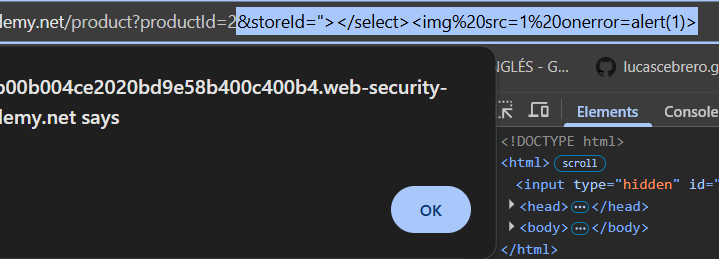 lemy.net/product?productId=2&storeId="></select><img%20src=1%20onerror=alert(1)>
b00b004ce2020bd9e58b400c400b4.web-security-
lemy.net says
OK
NGLÉS - G...
lucascebrero.g
Elements
Console
<!DOCTYPE html>
<html> scroll
<input type="hidden" id=
<head> ... </head>
<body> ... </body>
</html>